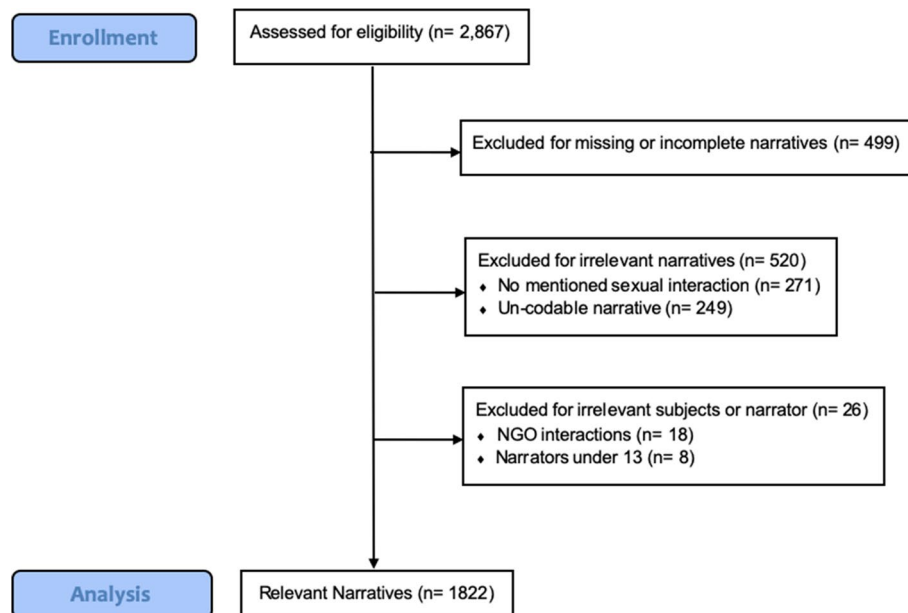 Enrollment
Assessed for eligibility (n= 2,867)
Excluded for missing or incomplete narratives (n= 499)
Excluded for irrelevant narratives (n= 520)
♦ No mentioned sexual interaction (n= 271)
♦ Un-codable narrative (n= 249)
Excluded for irrelevant subjects or narrator (n= 26)
♦ NGO interactions (n= 18)
♦ Narrators under 13 (n= 8)
Analysis
Relevant Narratives (n= 1822)